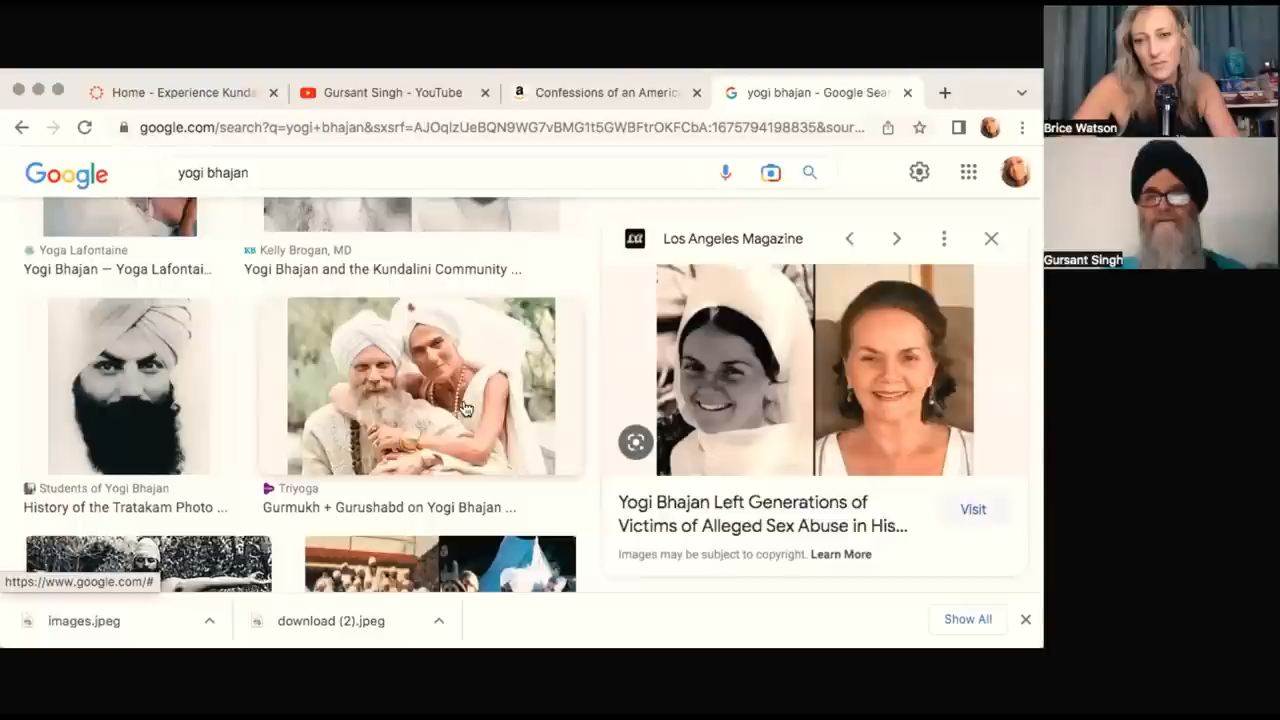 Home - Experience Kunda
Gursant Singh - YouTube
Confessions of an Americ
yogi bhajan - Google Sear
google.com/search?q=yogi+bhajan&sxsrf=AJOqlzUeBQN9WG7vBMG1t5GWBFtrOKFCbA:1675794198835&sour...
Google
yogi bhajan
Yoga Lafontaine
Yogi Bhajan — Yoga Lafontai...
KB Kelly Brogan, MD
Yogi Bhajan and the Kundalini Community ...
Students of Yogi Bhajan
History of the Tratakam Photo ...
Triyoga
Gurmukh + Gurushabd on Yogi Bhajan ...
LA Los Angeles Magazine
Yogi Bhajan Left Generations of
Victims of Alleged Sex Abuse in His...
Visit
Images may be subject to copyright. Learn More
https://www.google.com/#
images.jpeg
download (2).jpeg
Show All
Brice Watson
Gursant Singh